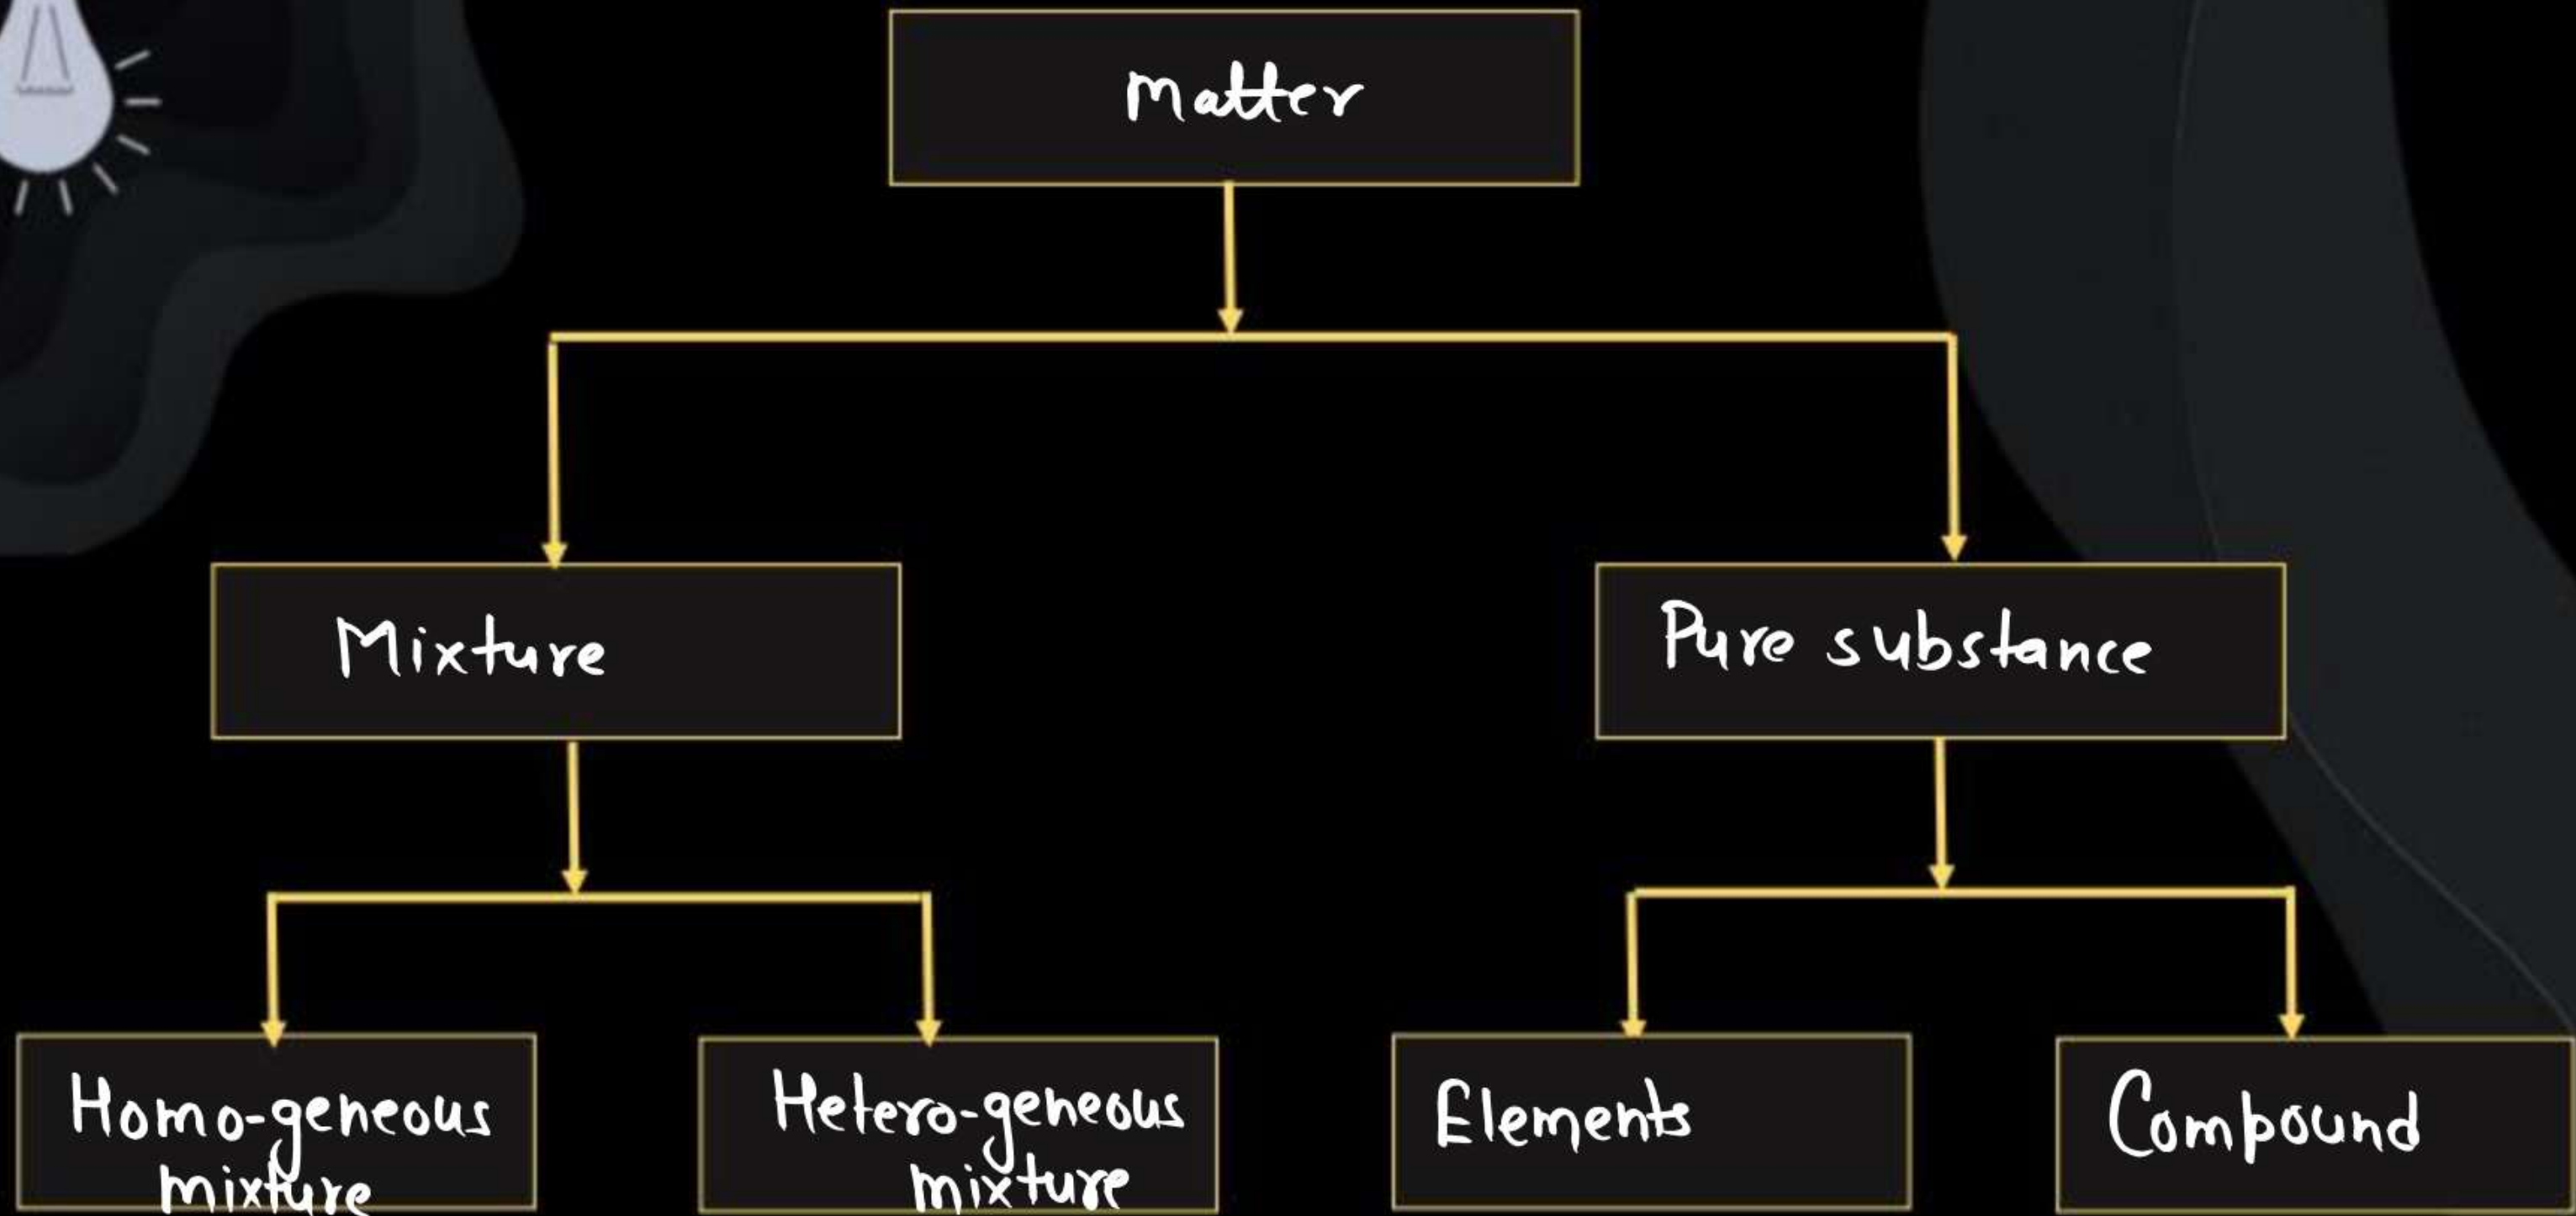 Matter
Mixture
Pure substance
Homo-geneous
mixture
Hetero-geneous
mixture
Elements
Compound